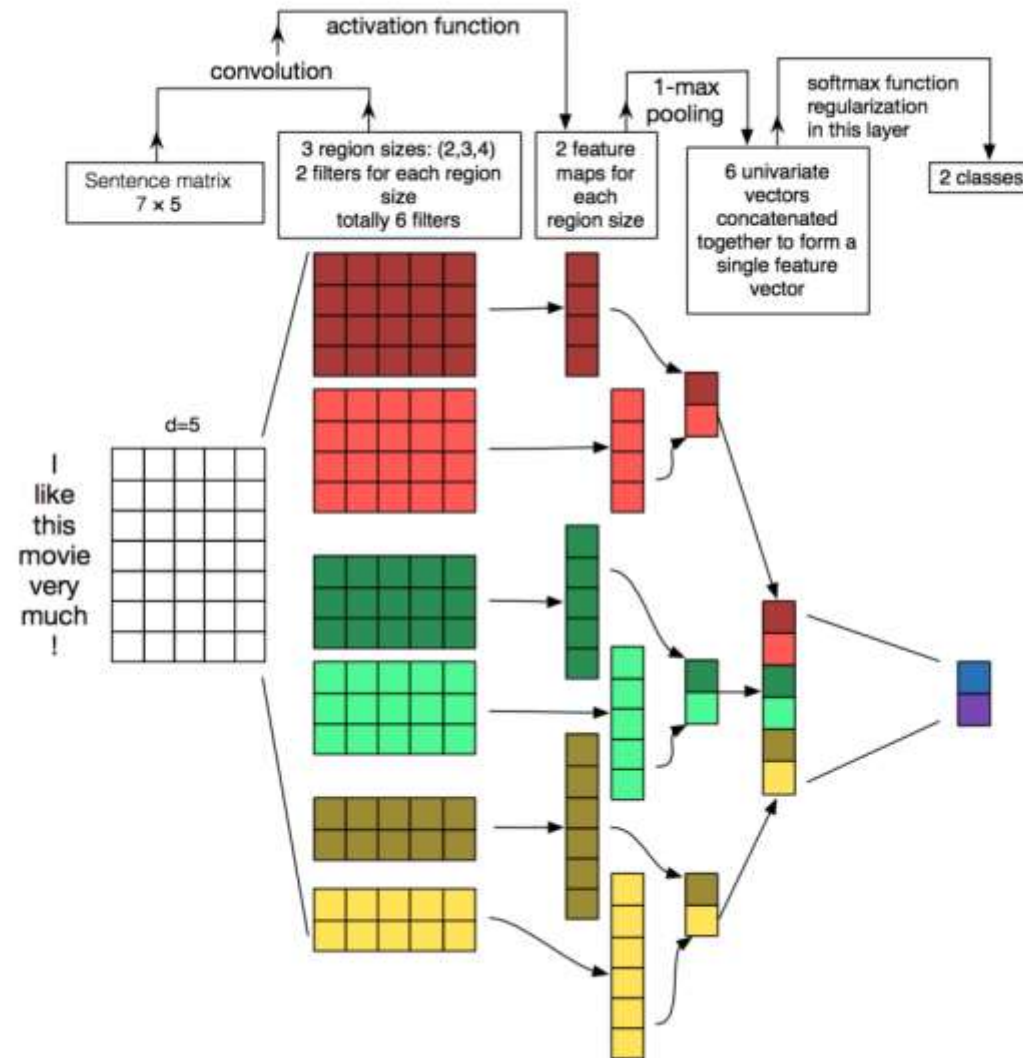 activation function
convolution
1-max
pooling
softmax function
regularization
in this layer
Sentence matrix
7 × 5
3 region sizes: (2,3,4)
2 filters for each region
size
totally 6 filters
2 feature
maps for
each
region size
6 univariate
vectors
concatenated
together to form a
single feature
vector
2 classes
d=5
I
like
this
movie
very
much
!